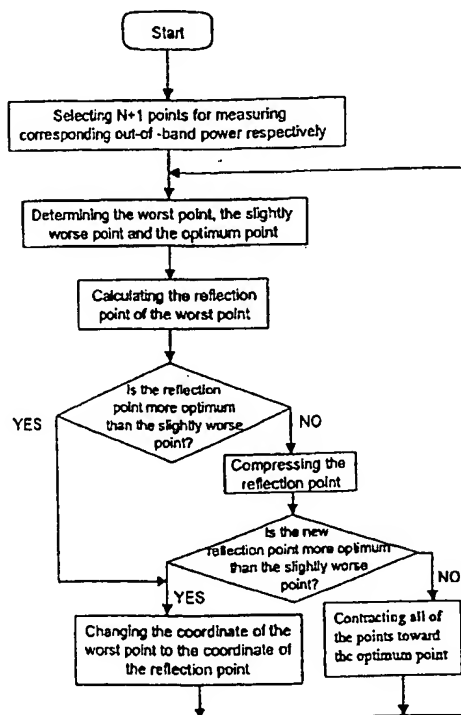 Start
Selecting N+1 points for measuring
corresponding out-of -band power respectively
Determining the worst point, the slightly
worse point and the optimum point
Calculating the reflection
point of the worst point
Is the reflection
point more optimum
than the slightly worse
point?
YES
NO
Compressing the
reflection point
Is the new
reflection point more optimum
than the slightly worse
point?
YES
NO
Changing the coordinate of the
worst point to the coordinate of
the reflection point
Contracting all of
the points toward
the optimum point